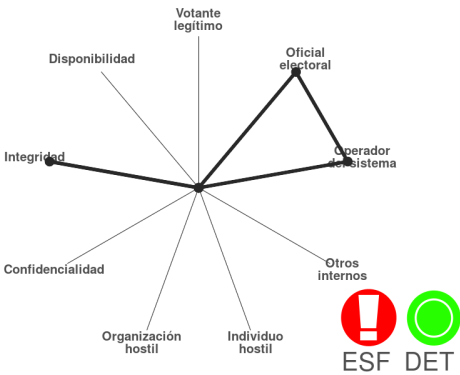 Votante
legítimo
Disponibilidad
Oficial
electoral
Integridad
Operador
del sistema
Confidencialidad
Otros
internos
Organización
hostil
Individuo
hostil
ESF DET